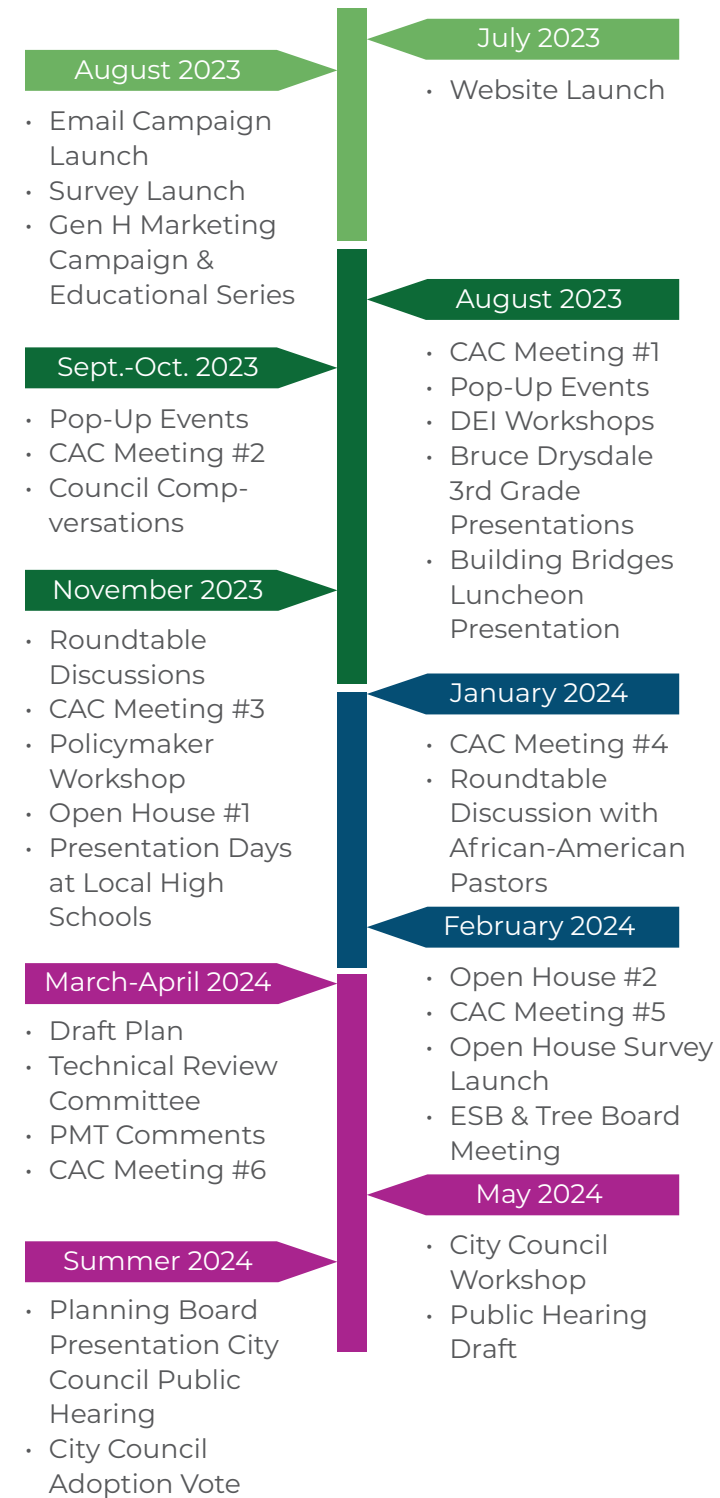 July 2023
• Website Launch
August 2023
• Email Campaign
Launch
• Survey Launch
• Gen H Marketing
Campaign &
Educational Series
August 2023
• CAC Meeting #1
• Pop-Up Events
• DEI Workshops
• Bruce Drysdale
3rd Grade
Presentations
• Building Bridges
Luncheon
Presentation
Sept.-Oct. 2023
• Pop-Up Events
• CAC Meeting #2
• Council Comp-
versations
November 2023
• Roundtable
Discussions
• CAC Meeting #3
• Policymaker
Workshop
• Open House #1
• Presentation Days
at Local High
Schools
January 2024
• CAC Meeting #4
• Roundtable
Discussion with
African-American
Pastors
February 2024
• Open House #2
• CAC Meeting #5
• Open House Survey
Launch
• ESB & Tree Board
Meeting
March-April 2024
• Draft Plan
• Technical Review
Committee
• PMT Comments
• CAC Meeting #6
May 2024
• City Council
Workshop
• Public Hearing
Draft
Summer 2024
• Planning Board
Presentation City
Council Public
Hearing
• City Council
Adoption Vote